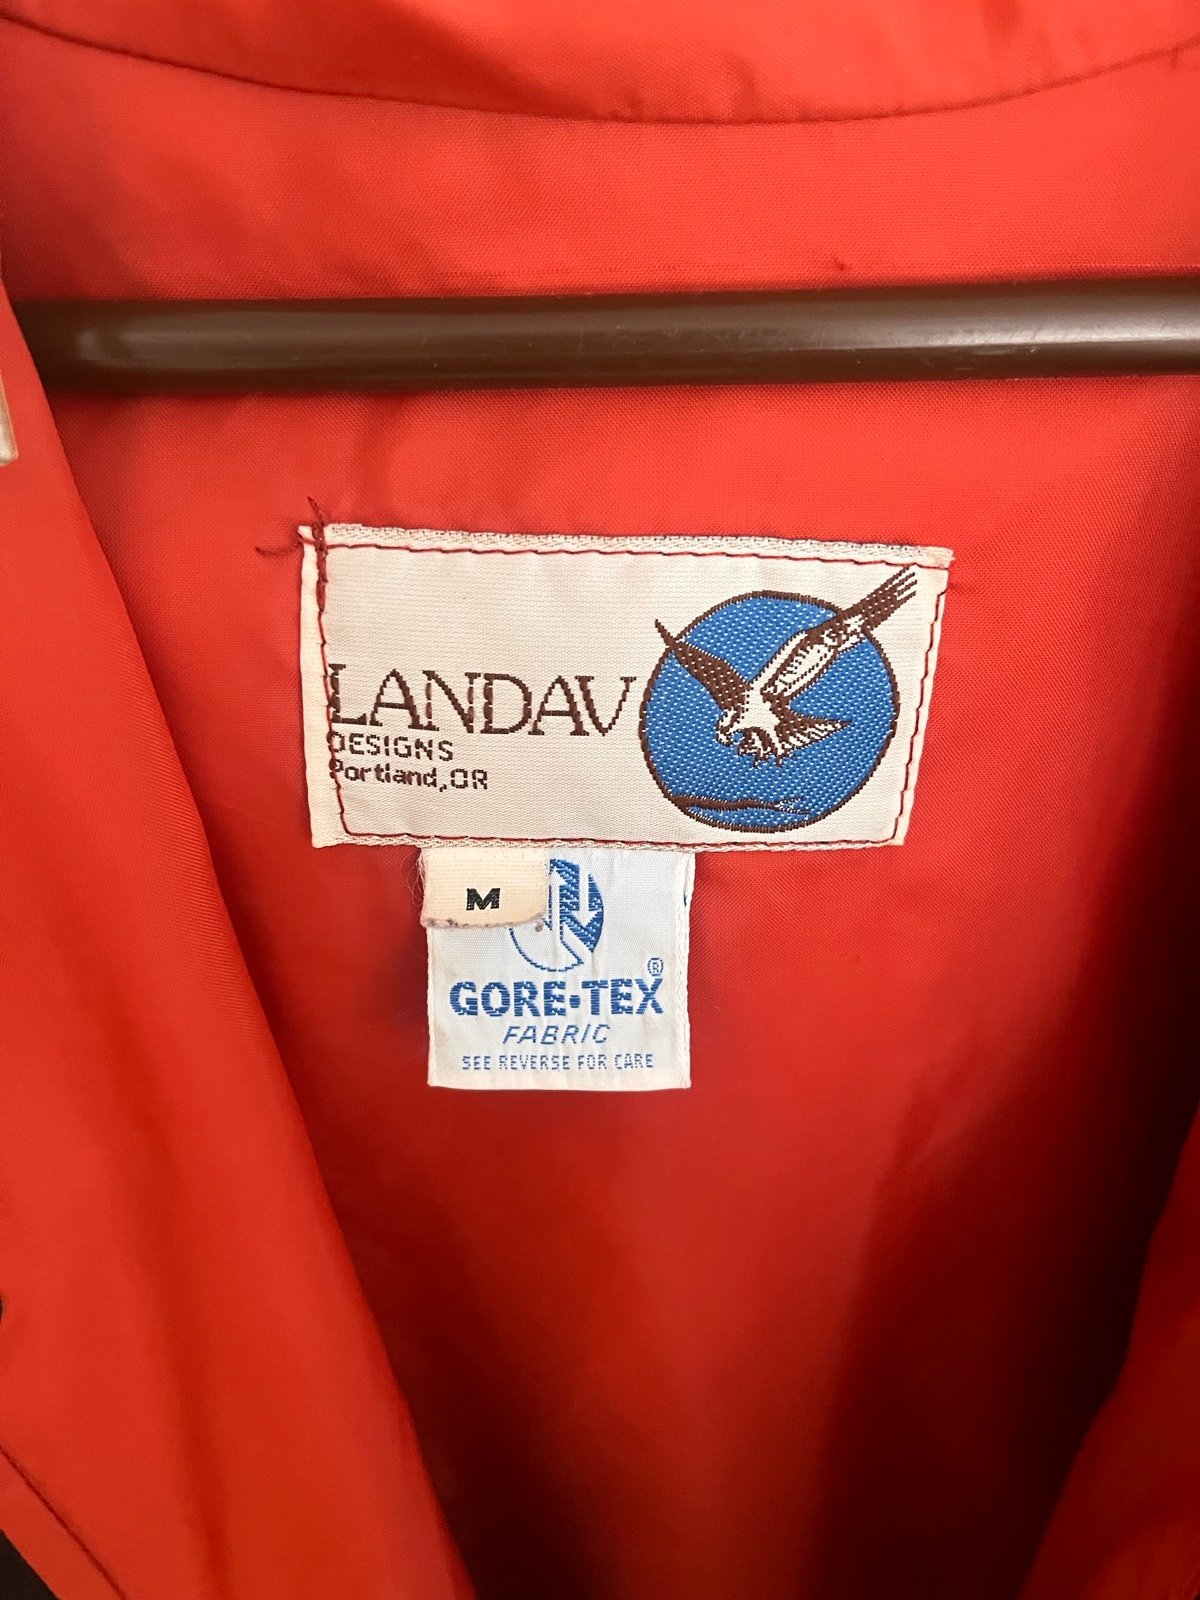 LANDAV
DESIGNS
Portland, OR
M
GORE-TEX®
FABRIC
SEE REVERSE FOR CARE